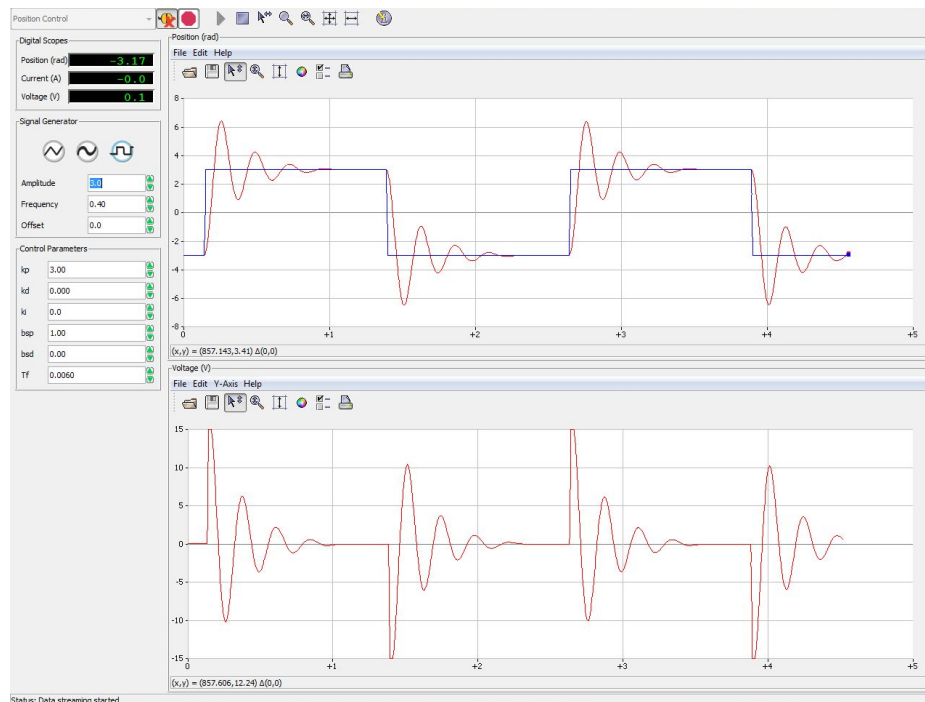 Position Control
Digital Scopes
Position (rad) -3.17
Current (A) -0.0
Voltage (V) 0.1
Signal Generator
Amplitude 3.0
Frequency 0.40
Offset 0.0
Control Parameters
kp 3.00
kd 0.000
ki 0.0
bsp 1.00
bsd 0.00
Tf 0.0060
Position (rad)
File Edit Help
8
6
4
2
0
-2
-4
-6
-8
0 +1 +2 +3 +4 +5
(x,y) = (857.143,3.41) Δ(0,0)
Voltage (V)
File Edit Y-Axis Help
15
10
5
0
-5
-10
-15
0 +1 +2 +3 +4 +5
(x,y) = (857.606,12.24) Δ(0,0)
Status: Data streaming started